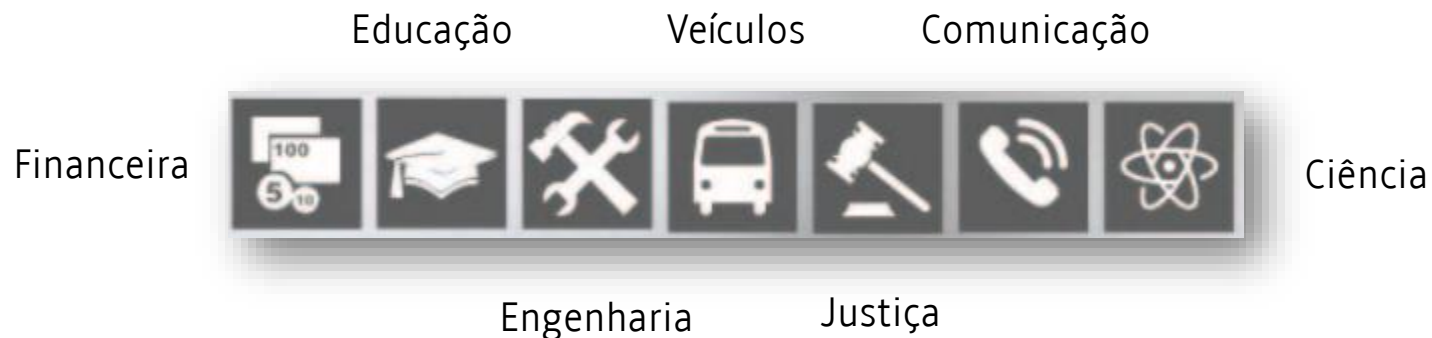 Educação Veículos Comunicação
Financeira
100
5 10
Ciência
Engenharia Justiça